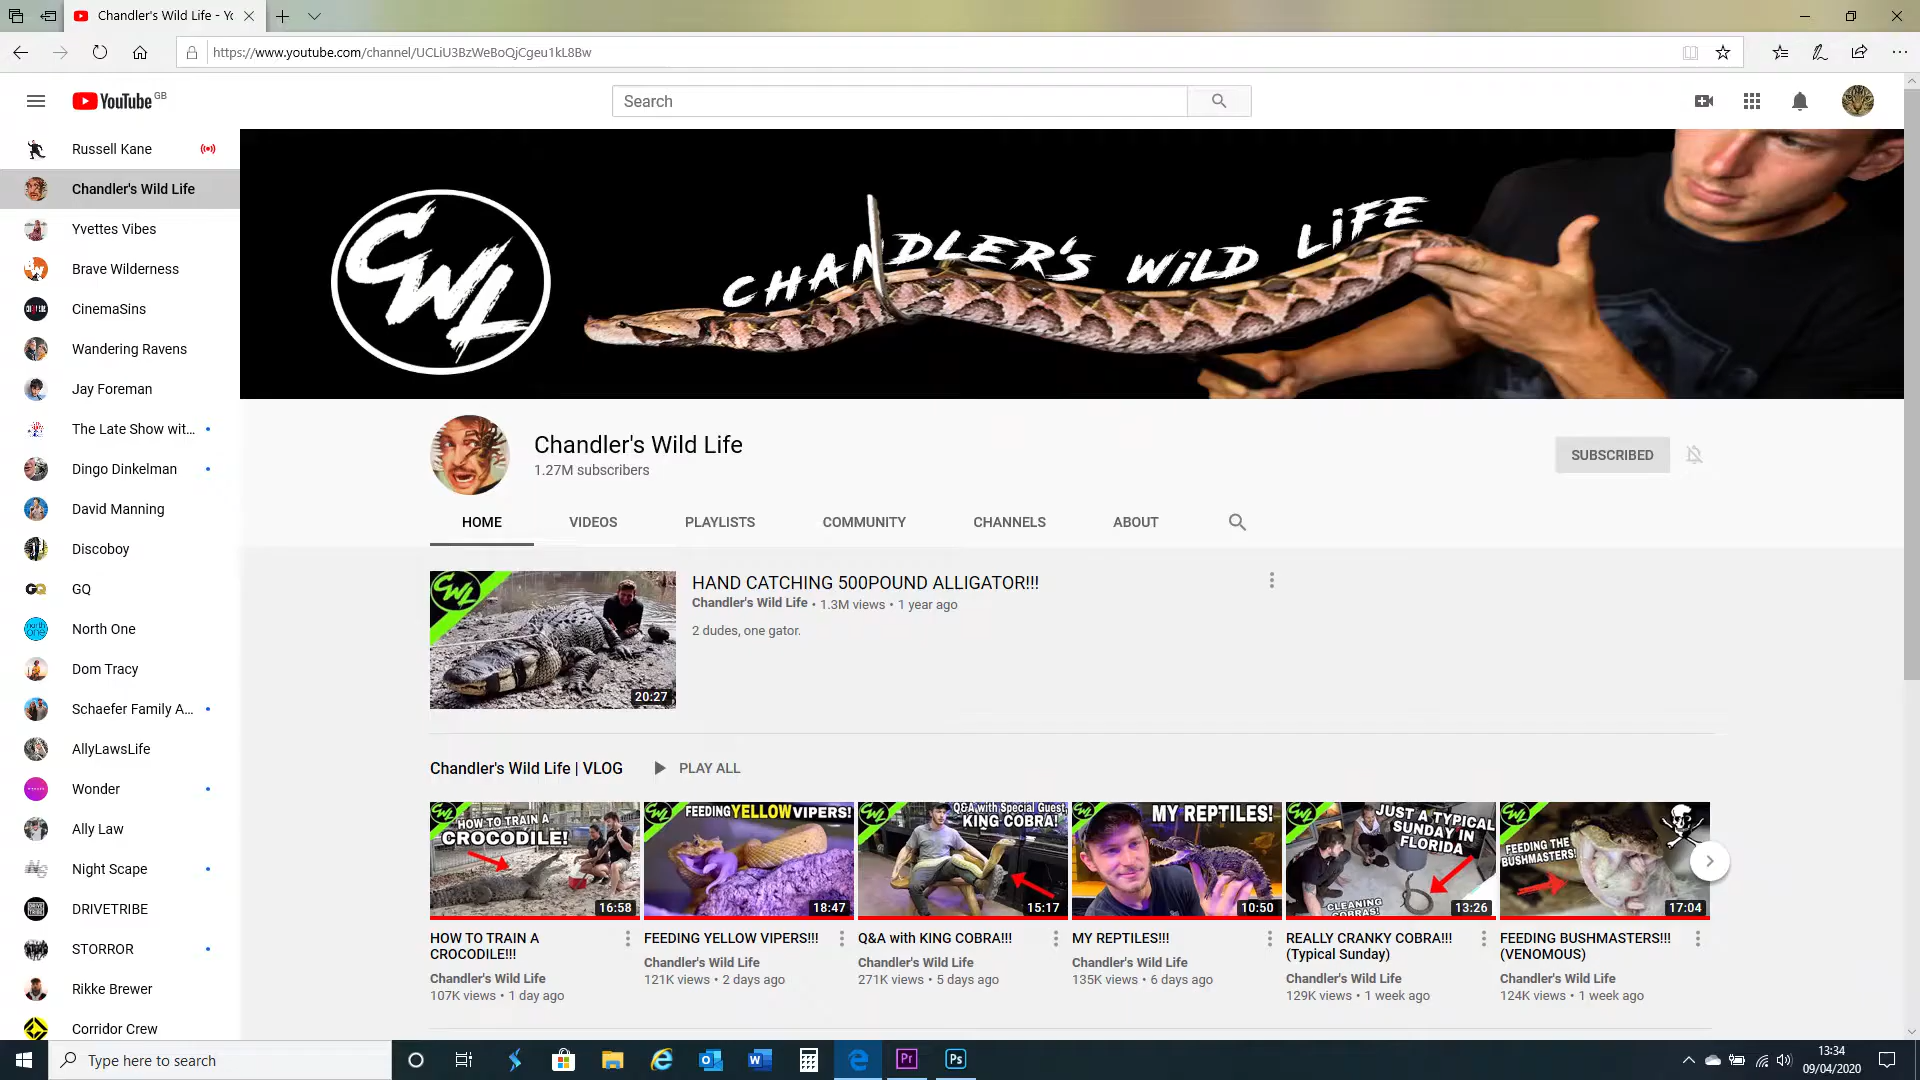 Chandler's Wild Life - Yo
https://www.youtube.com/channel/UCLiU3BzWeBoQjCgeu1kL8Bw
YouTube GB
Search
Russell Kane
Chandler's Wild Life
Yvettes Vibes
Brave Wilderness
CinemaSins
Wandering Ravens
Jay Foreman
The Late Show wit...
Dingo Dinkelman
David Manning
Discoboy
GQ
North One
Dom Tracy
Schaefer Family A...
AllyLawsLife
Wonder
Ally Law
Night Scape
DRIVETRIBE
STORROR
Rikke Brewer
Corridor Crew
CWL
CHANDLER'S WiLD LiFE
Chandler's Wild Life
1.27M subscribers
SUBSCRIBED
HOME VIDEOS PLAYLISTS COMMUNITY CHANNELS ABOUT
CWL
20:27
HAND CATCHING 500POUND ALLIGATOR!!!
Chandler's Wild Life • 1.3M views • 1 year ago
2 dudes, one gator.
Chandler's Wild Life | VLOG PLAY ALL
CWL
HOW TO TRAIN A
CROCODILE!
16:58
HOW TO TRAIN A
CROCODILE!!!
Chandler's Wild Life
107K views • 1 day ago
CWL
FEEDING YELLOW VIPERS!
18:47
FEEDING YELLOW VIPERS!!!
Chandler's Wild Life
121K views • 2 days ago
CWL
Q&A with Special Guest,
KING COBRA!
15:17
Q&A with KING COBRA!!!
Chandler's Wild Life
271K views • 5 days ago
CWL
MY REPTILES!
10:50
MY REPTILES!!!
Chandler's Wild Life
135K views • 6 days ago
CWL
JUST A TYPICAL
SUNDAY IN
FLORIDA
CLEANING
COBRAS!
13:26
REALLY CRANKY COBRA!!!
(Typical Sunday)
Chandler's Wild Life
129K views • 1 week ago
CWL
FEEDING THE
BUSHMASTERS!
17:04
FEEDING BUSHMASTERS!!!
(VENOMOUS)
Chandler's Wild Life
124K views • 1 week ago
Type here to search
Pr
Ps
13:34
09/04/2020